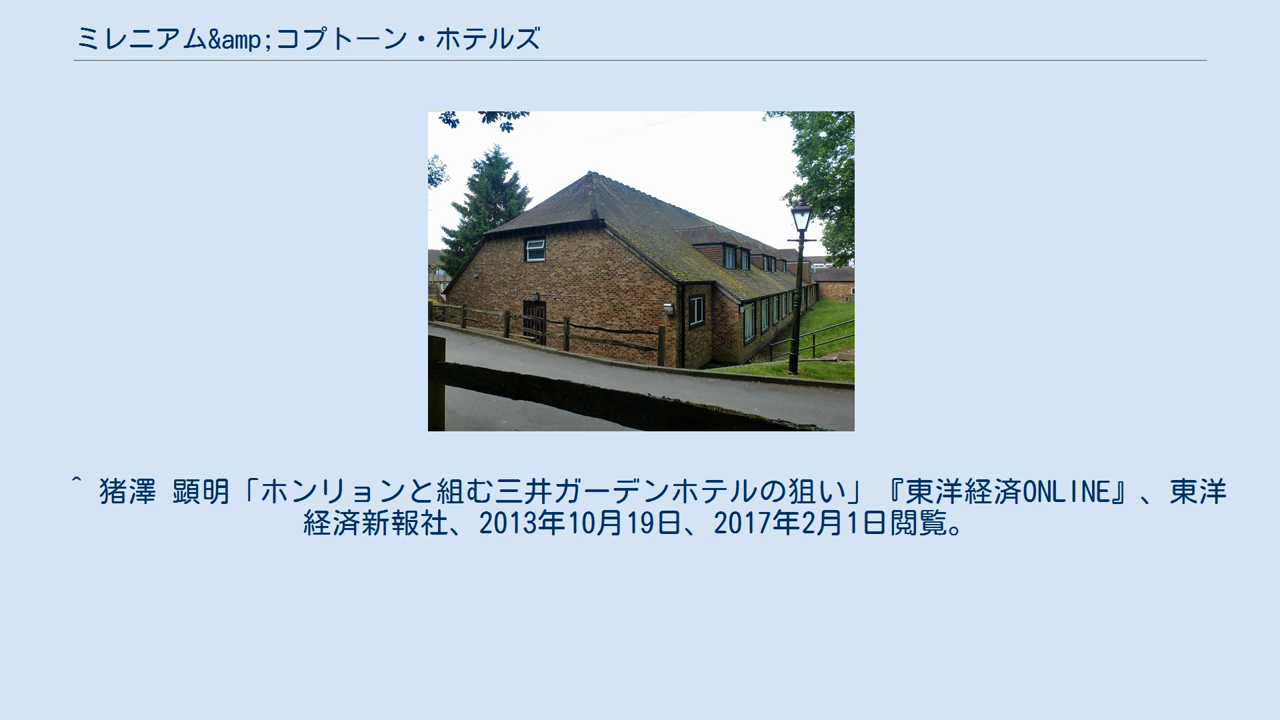 ミレニアム&amp;コプトーン・ホテルズ
^ 猪澤 顕明「ホンリョンと組む三井ガーデンホテルの狙い」『東洋経済ONLINE』、東洋
経済新報社、2013年10月19日、2017年2月1日閲覧。